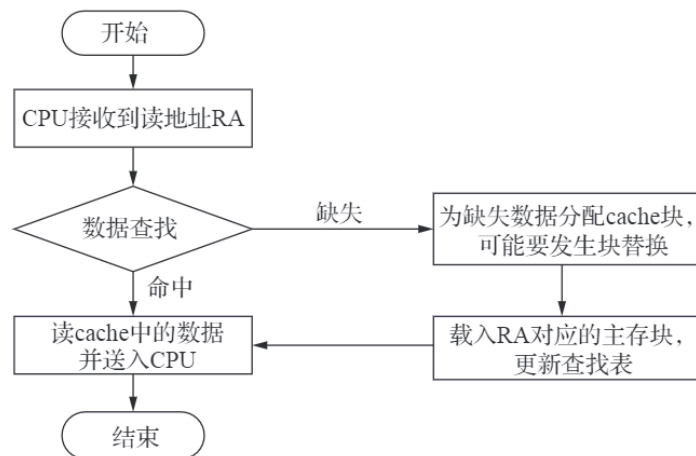 开始
CPU接收到读地址RA
数据查找
缺失
为缺失数据分配cache块，
可能要发生块替换
命中
读cache中的数据
并送入CPU
载入RA对应的主存块，
更新查找表
结束